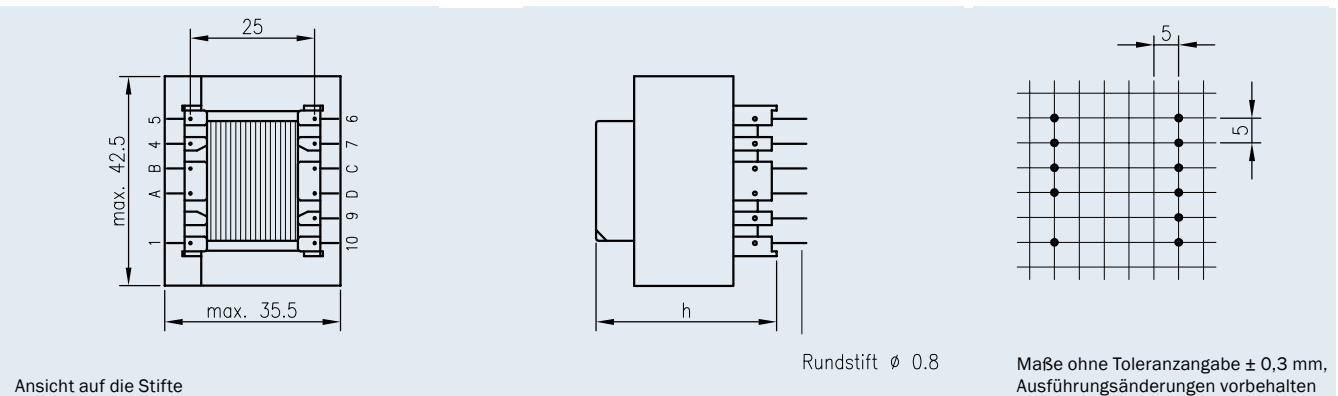 25
max. 42.5
5
4
B
A
1
6
7
C
D
9
10
max. 35.5
Ansicht auf die Stifte
h
Rundstift ø 0.8
5
5
Maße ohne Toleranzangabe ± 0,3 mm,
Ausführungsänderungen vorbehalten